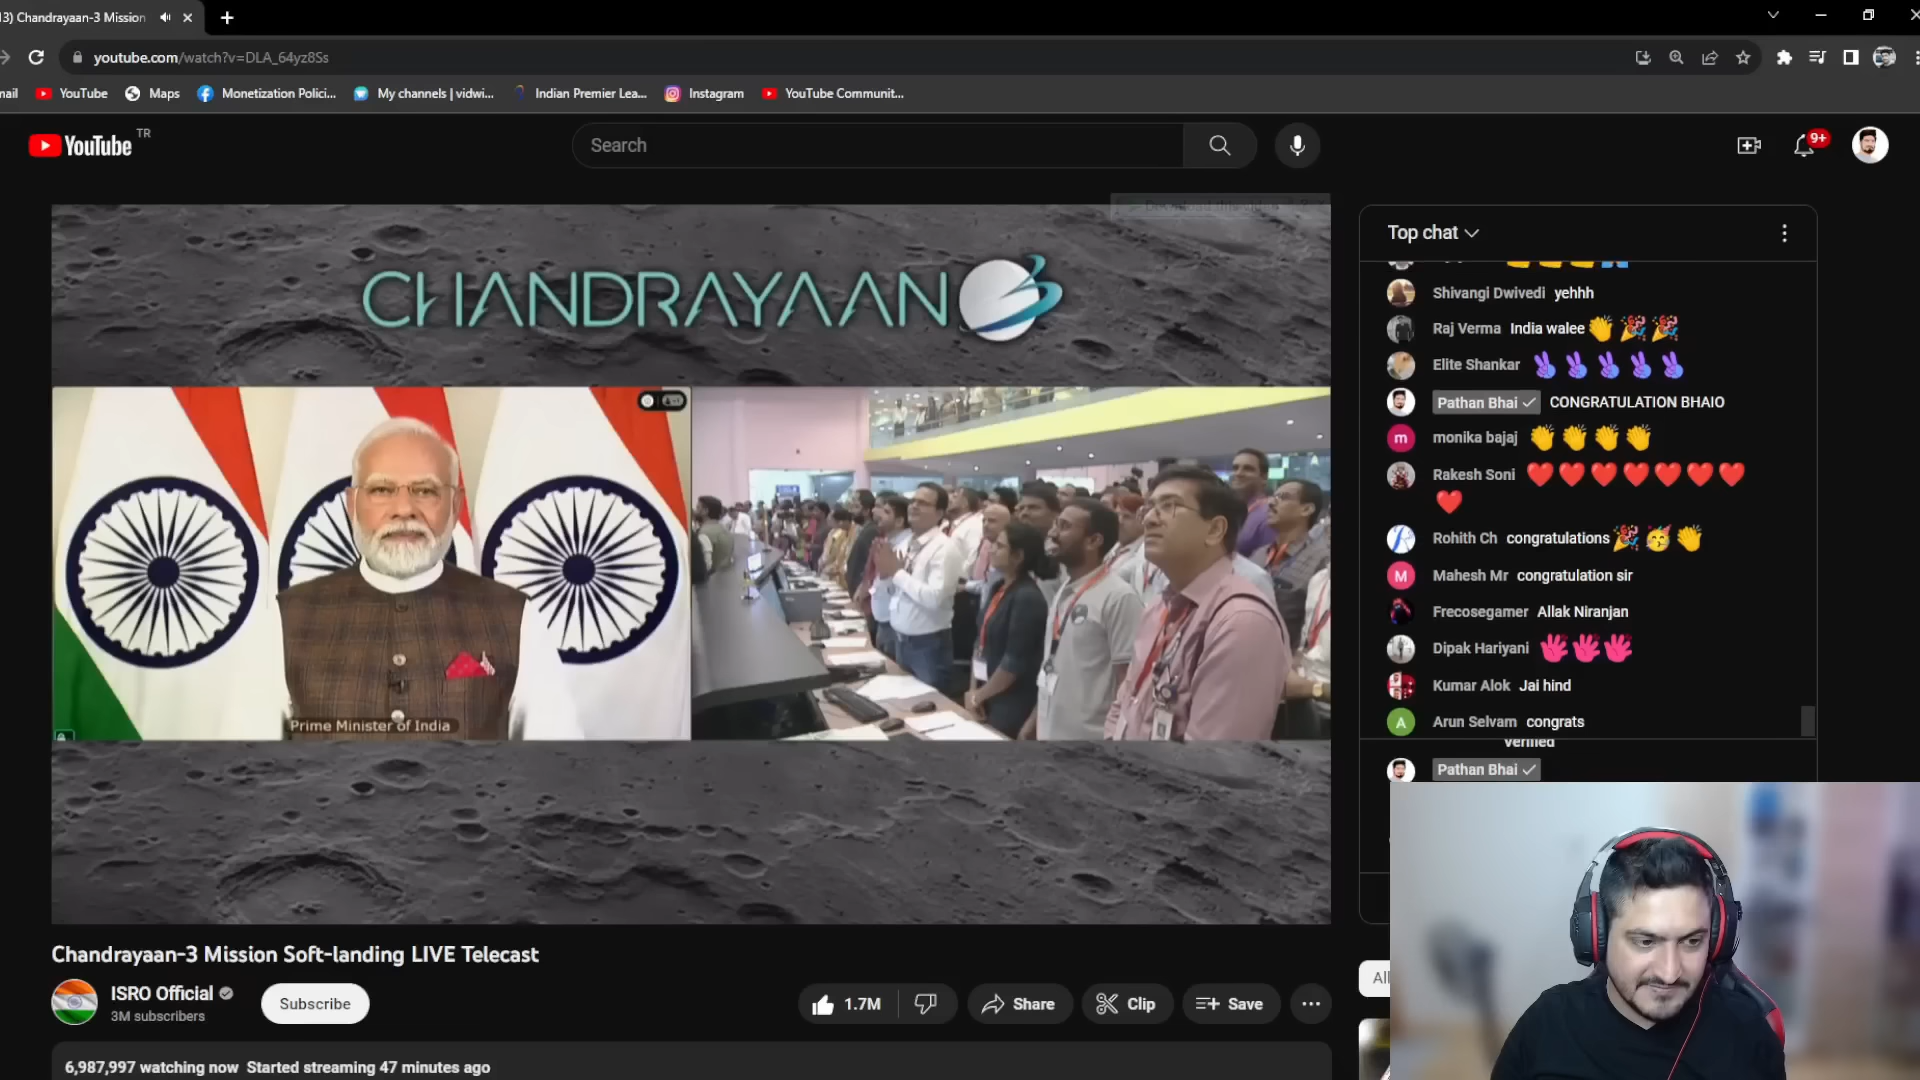 3) Chandrayaan-3 Mission
youtube.com/watch?v=DLA_64yz8Ss
mail
YouTube
Maps
Monetization Polici...
My channels | vidwi...
Indian Premier Lea...
Instagram
YouTube Communit...
YouTube TR
Search
9+
CHANDRAYAAN 3
Prime Minister of India
Top chat
Shivangi Dwivedi yehhh
Raj Verma India walee 👏🎉🎉
Elite Shankar
Pathan Bhai CONGRATULATION BHAIO
m monika bajaj 👏👏👏👏
Rakesh Soni ❤️❤️❤️❤️❤️❤️❤️
❤️
Rohith Ch congratulations 🎉🥳👏
M Mahesh Mr congratulation sir
Frecosegamer Allak Niranjan
Dipak Hariyani
Kumar Alok Jai hind
A Arun Selvam congrats
verified
Pathan Bhai
Chandrayaan-3 Mission Soft-landing LIVE Telecast
ISRO Official
3M subscribers
Subscribe
1.7M
Share
Clip
Save
All
6,987,997 watching now Started streaming 47 minutes ago